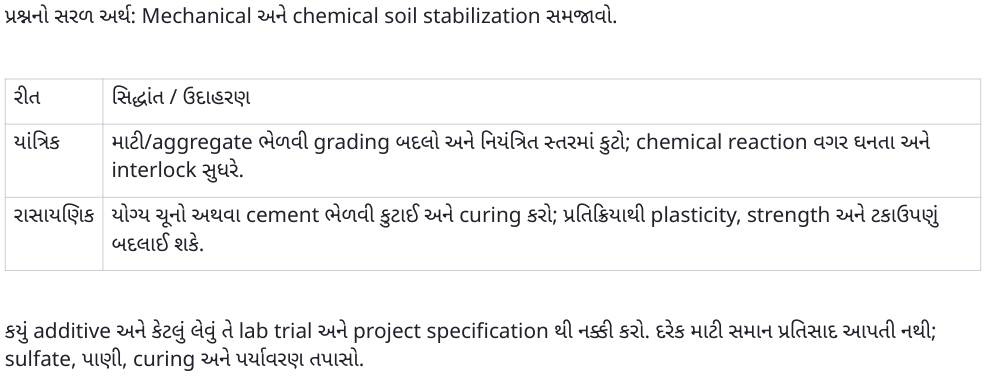 પ્રશ્નનો સરળ અર્થ: Mechanical અને chemical soil stabilization સમજાવો.
રીત
સિદ્ધાંત / ઉદાહરણ
યાંત્રિક
માટી/aggregate ભેળવી grading બદલો અને નિયંત્રિત સ્તરમાં કુટો; chemical reaction વગર ઘનતા અને
interlock સુધરે.
રાસાયણિક
યોગ્ય ચૂનો અથવા cement ભેળવી કુટાઈ અને curing કરો; પ્રતિક્રિયાથી plasticity, strength અને ટકાઉપણું
બદલાઈ શકે.
કયું additive અને કેટલું લેવું તે lab trial અને project specification થી નક્કી કરો. દરેક માટી સમાન પ્રતિસાદ આપતી નથી;
sulfate, પાણી, curing અને પર્યાવરણ તપાસો.